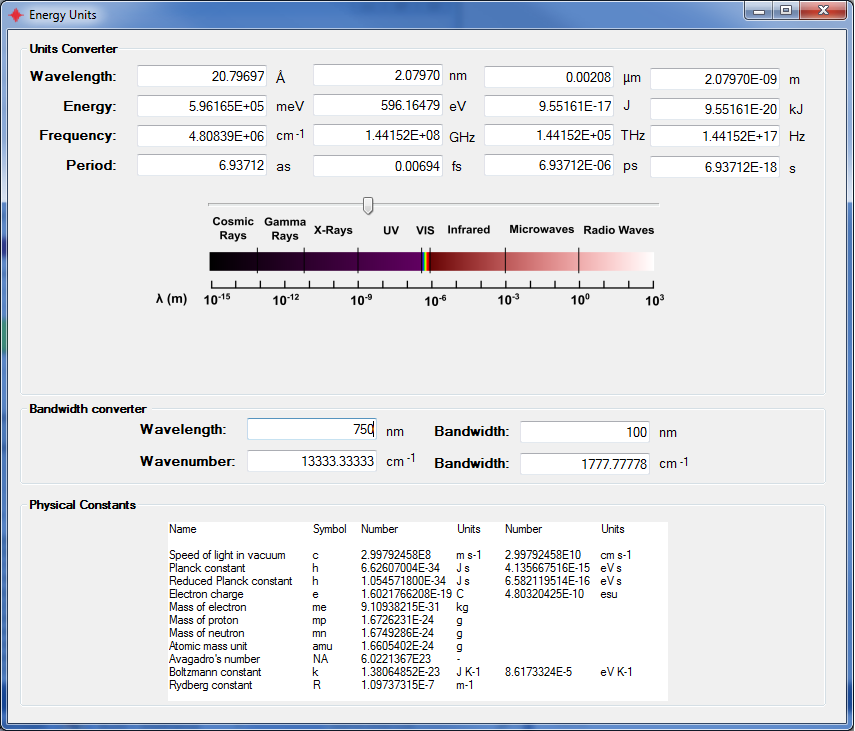 Energy Units
Units Converter
Wavelength: 20.79697 Å 2.07970 nm 0.00208 µm 2.07970E-09 m
Energy: 5.96165E+05 meV 596.16479 eV 9.55161E-17 J 9.55161E-20 kJ
Frequency: 4.80839E+06 cm-1 1.44152E+08 GHz 1.44152E+05 THz 1.44152E+17 Hz
Period: 6.93712 as 0.00694 fs 6.93712E-06 ps 6.93712E-18 s
Cosmic Rays Gamma Rays X-Rays UV VIS Infrared Microwaves Radio Waves
λ (m) 10-15 10-12 10-9 10-6 10-3 100 103
Bandwidth converter
Wavelength: 750 nm Bandwidth: 100 nm
Wavenumber: 13333.33333 cm-1 Bandwidth: 1777.77778 cm-1
Physical Constants
Name Symbol Number Units Number Units
Speed of light in vacuum c 2.99792458E8 m s-1 2.99792458E10 cm s-1
Planck constant h 6.62607004E-34 J s 4.135667516E-15 eV s
Reduced Planck constant h 1.054571800E-34 J s 6.582119514E-16 eV s
Electron charge e 1.6021766208E-19 C 4.80320425E-10 esu
Mass of electron me 9.10938215E-31 kg
Mass of proton mp 1.6726231E-24 g
Mass of neutron mn 1.6749286E-24 g
Atomic mass unit amu 1.6605402E-24 g
Avagadro's number NA 6.0221367E23 -
Boltzmann constant k 1.38064852E-23 J K-1 8.6173324E-5 eV K-1
Rydberg constant R 1.09737315E-7 m-1